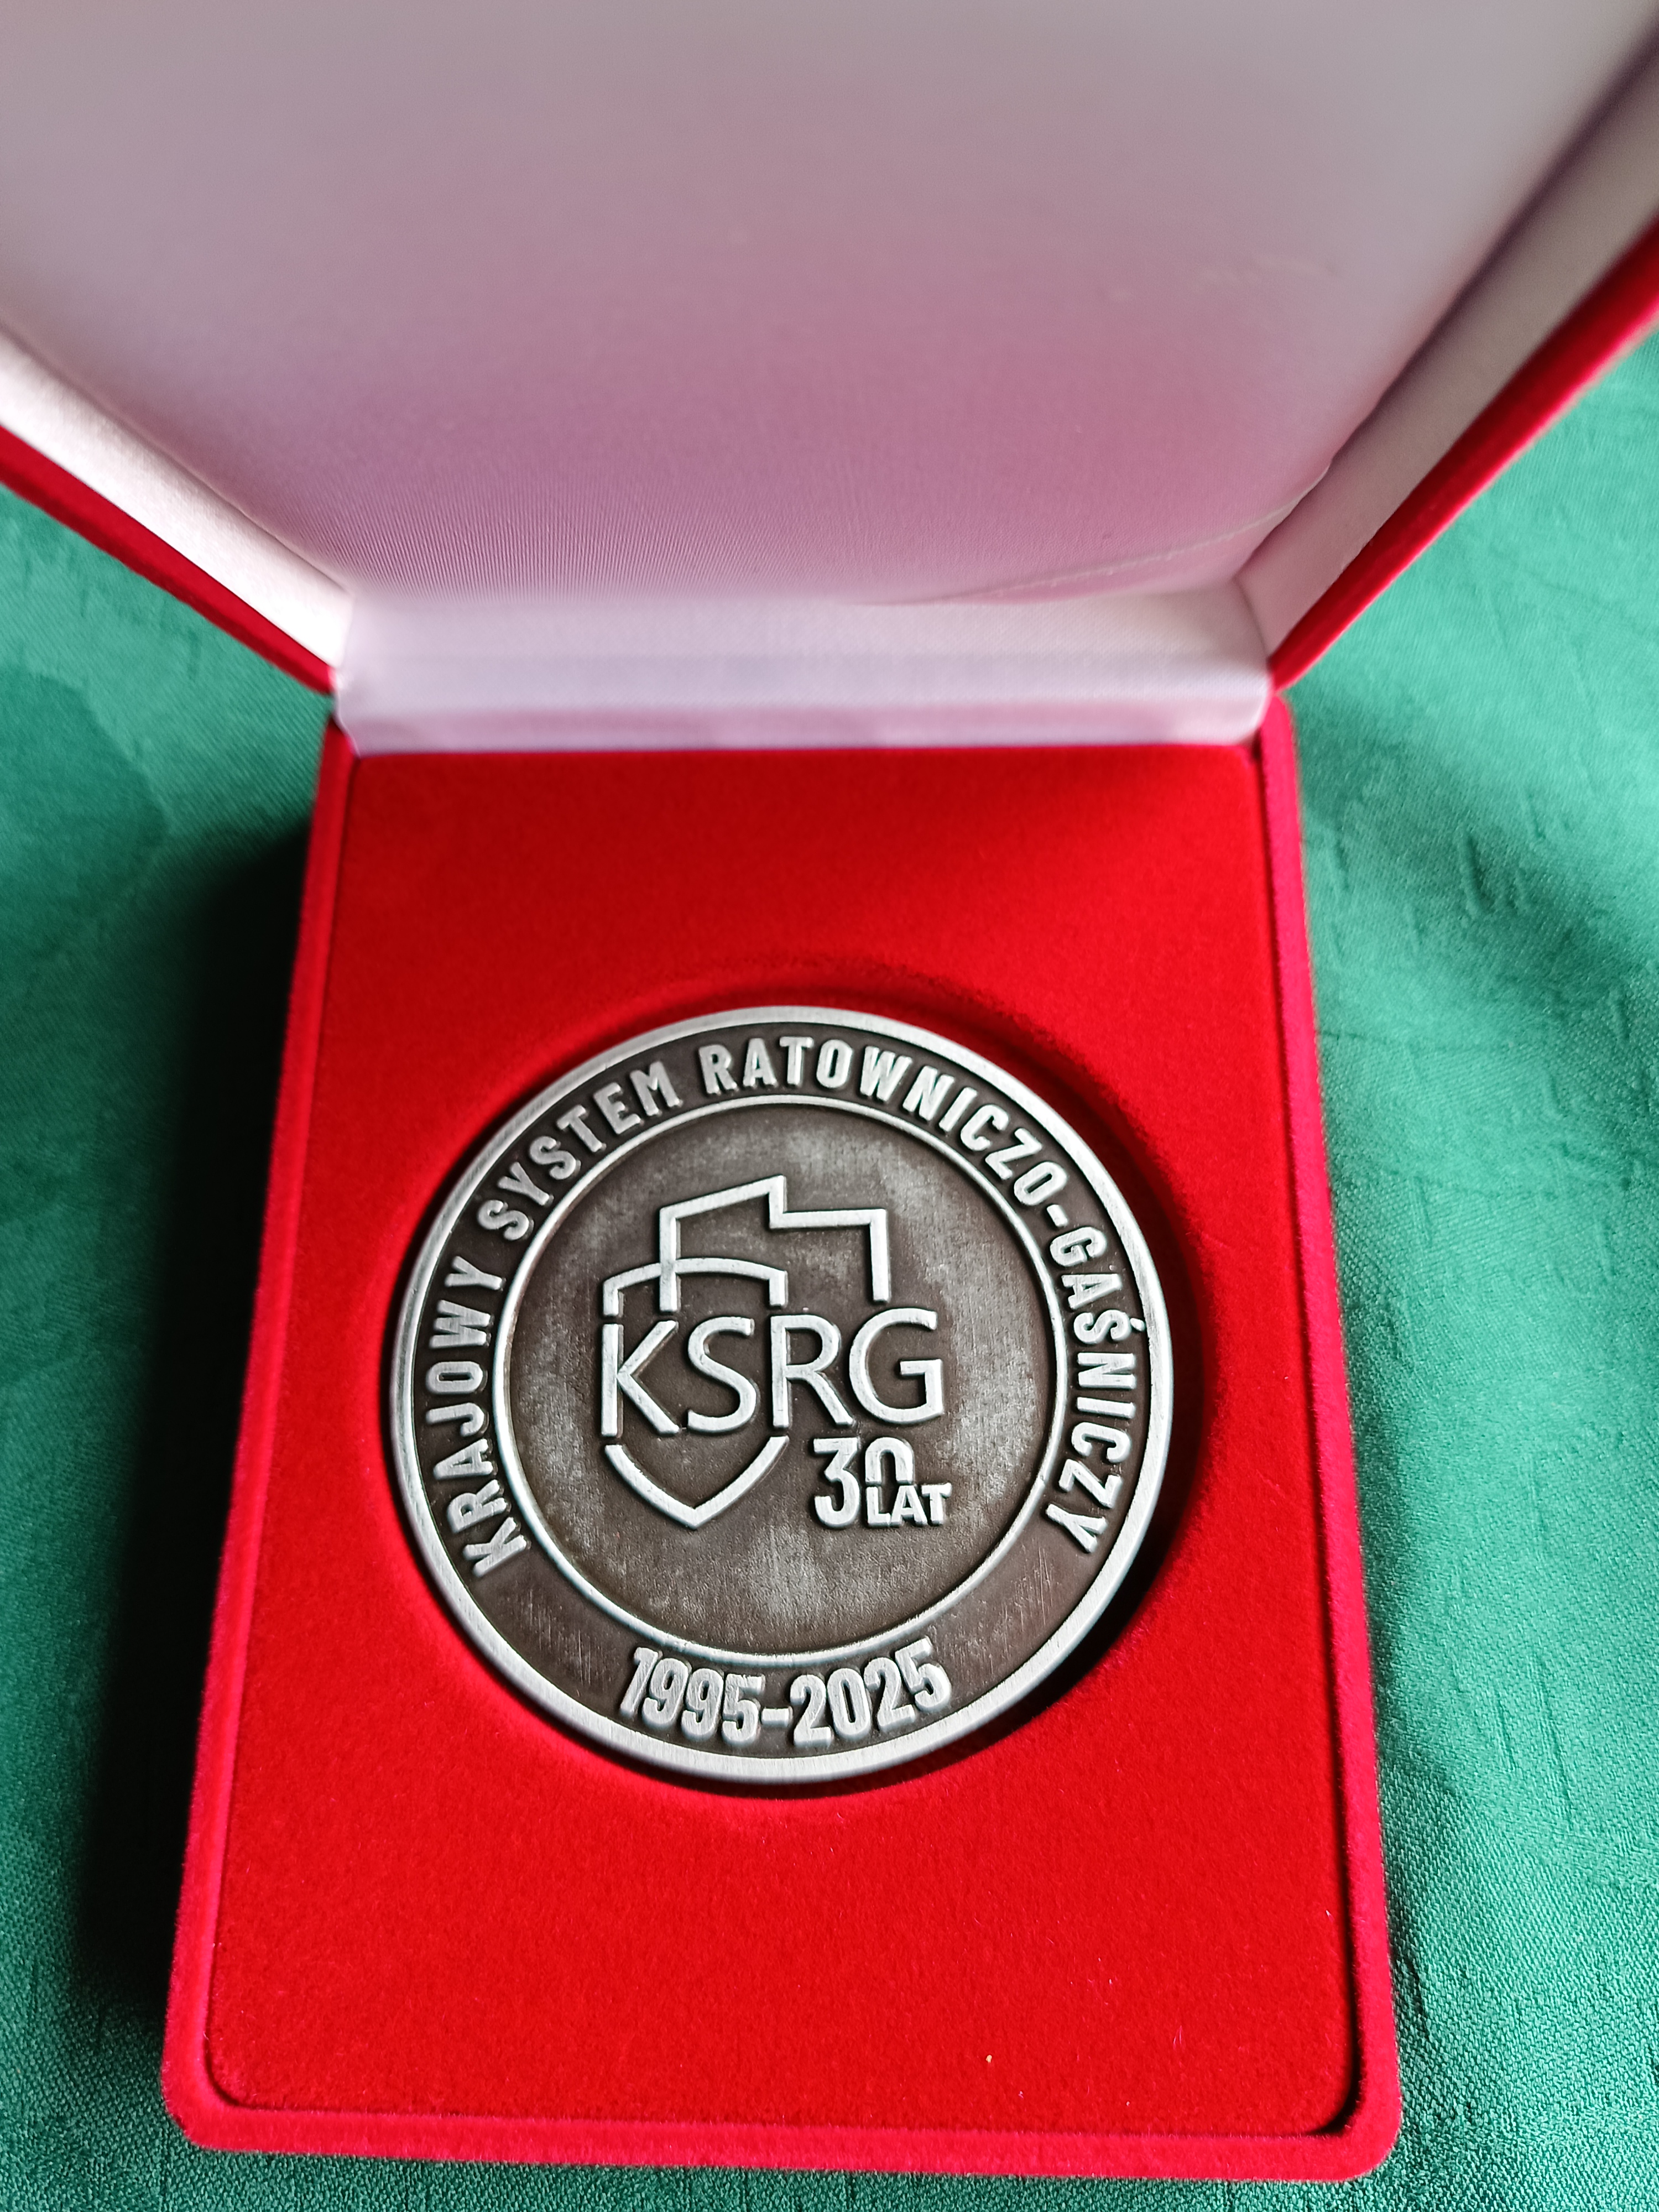 KRAJOWY SYSTEM RATOWNICZO-GAŚNICZY
KSRG
30
LAT
1995-2025